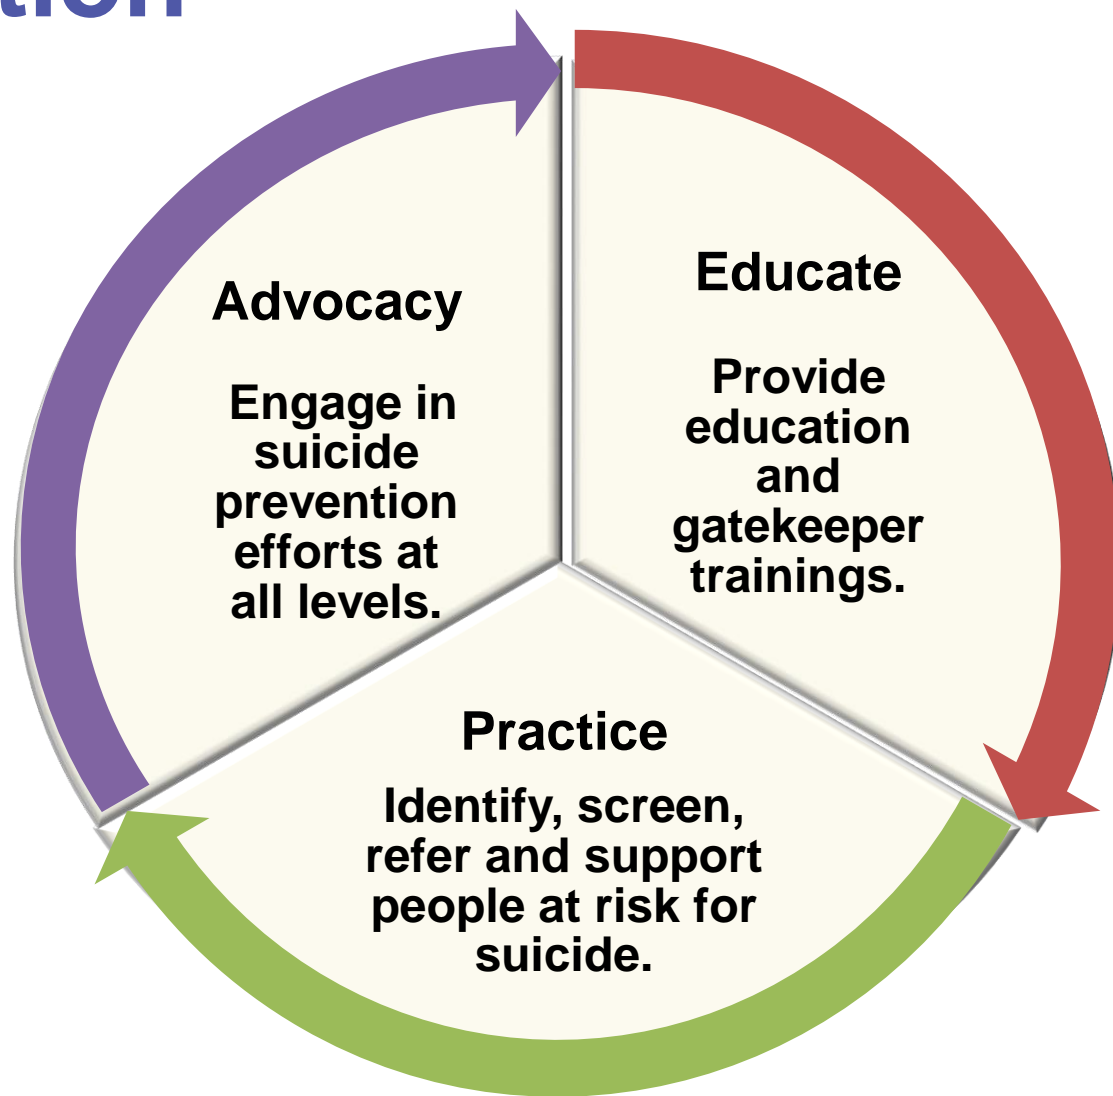 tion
Advocacy
Engage in
suicide
prevention
efforts at
all levels.
Educate
Provide
education
and
gatekeeper
trainings.
Practice
Identify, screen,
refer and support
people at risk for
suicide.